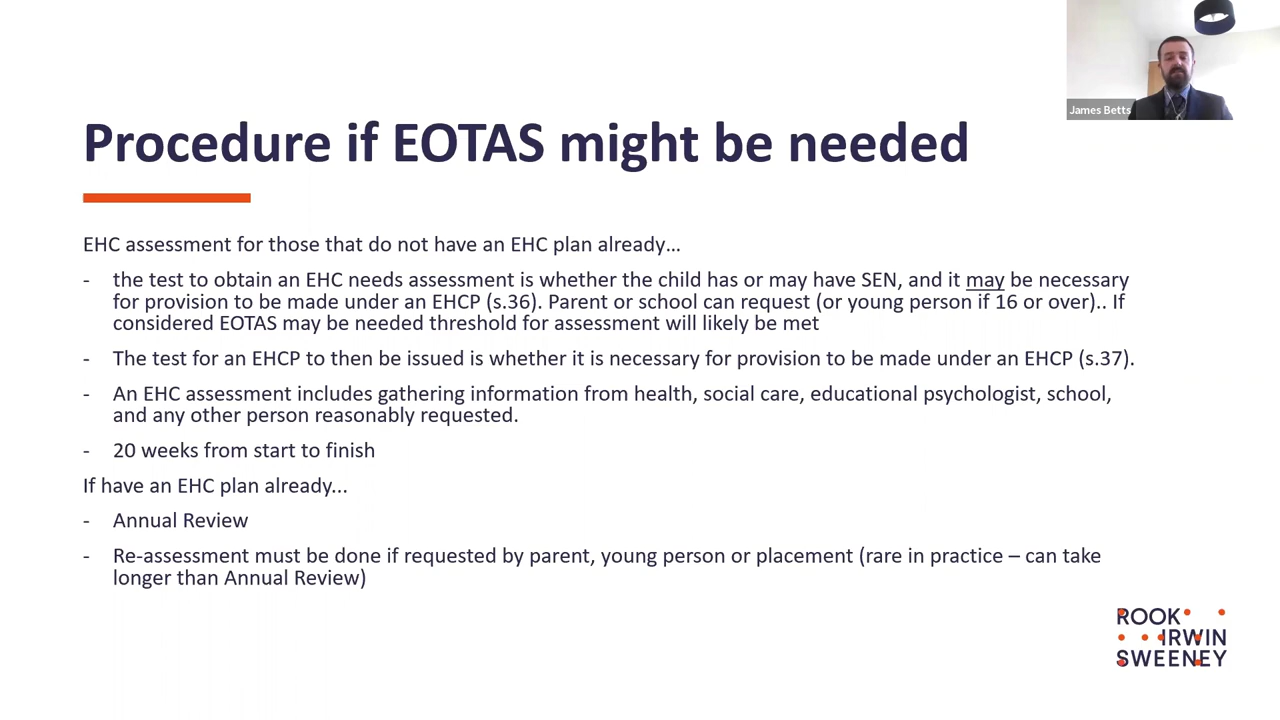 James Betts
Procedure if EOTAS might be needed
EHC assessment for those that do not have an EHC plan already...
- the test to obtain an EHC needs assessment is whether the child has or may have SEN, and it may be necessary
for provision to be made under an EHCP (s.36). Parent or school can request (or young person if 16 or over).. If
considered EOTAS may be needed threshold for assessment will likely be met
- The test for an EHCP to then be issued is whether it is necessary for provision to be made under an EHCP (s.37).
- An EHC assessment includes gathering information from health, social care, educational psychologist, school,
and any other person reasonably requested.
- 20 weeks from start to finish
If have an EHC plan already...
- Annual Review
- Re-assessment must be done if requested by parent, young person or placement (rare in practice – can take
longer than Annual Review)
ROOK
IRWIN
SWEENEY